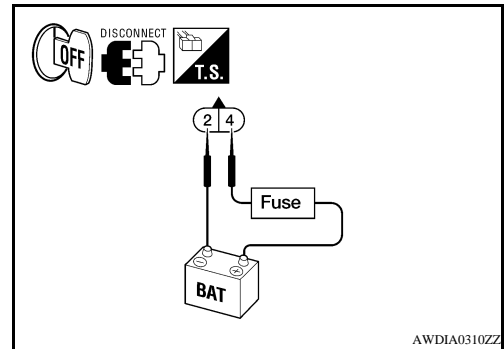 DISCONNECT
OFF
T.S.
2 4
Fuse
BAT
AWDIA0310ZZ